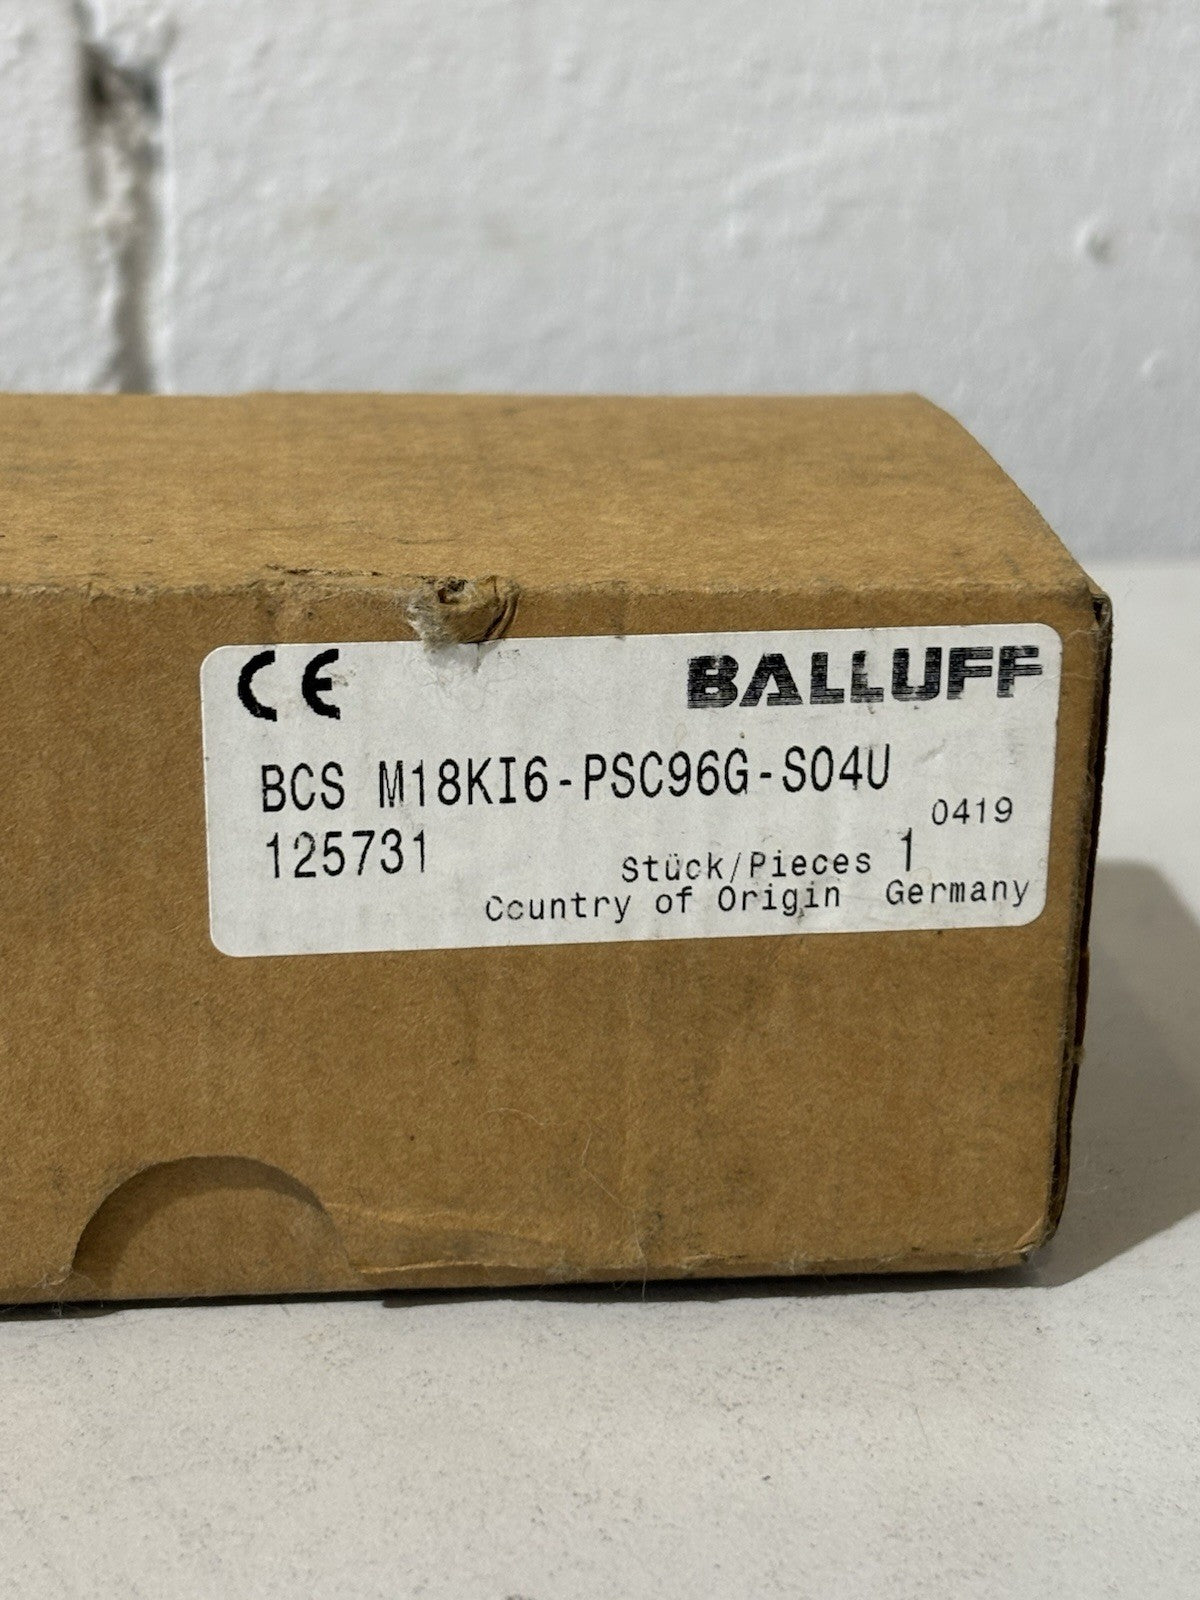 CE BALLUFF
BCS M18KI6-PSC96G-S04U
0419
125731
Stück/Pieces 1
Country of Origin Germany